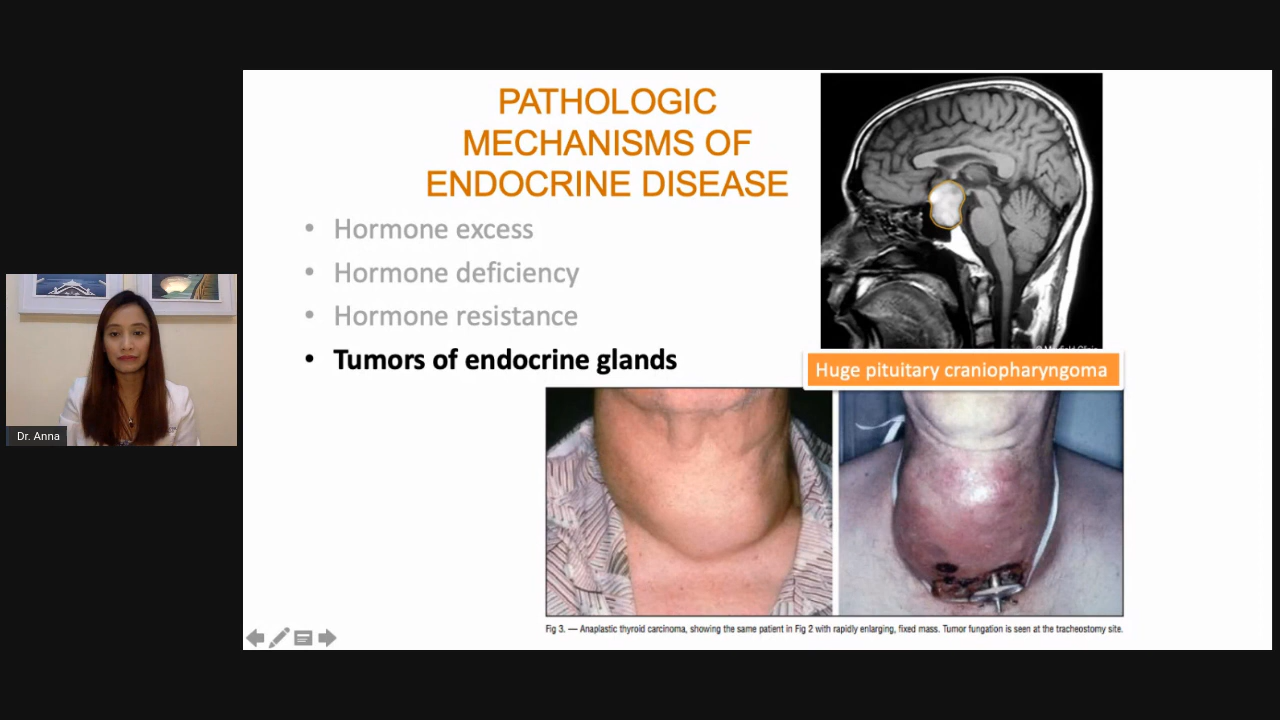 PATHOLOGIC
MECHANISMS OF
ENDOCRINE DISEASE
• Hormone excess
• Hormone deficiency
• Hormone resistance
• Tumors of endocrine glands
Huge pituitary craniopharyngoma
Fig 3. — Anaplastic thyroid carcinoma, showing the same patient in Fig 2 with rapidly enlarging, fixed mass. Tumor fungation is seen at the tracheostomy site.
Dr. Anna